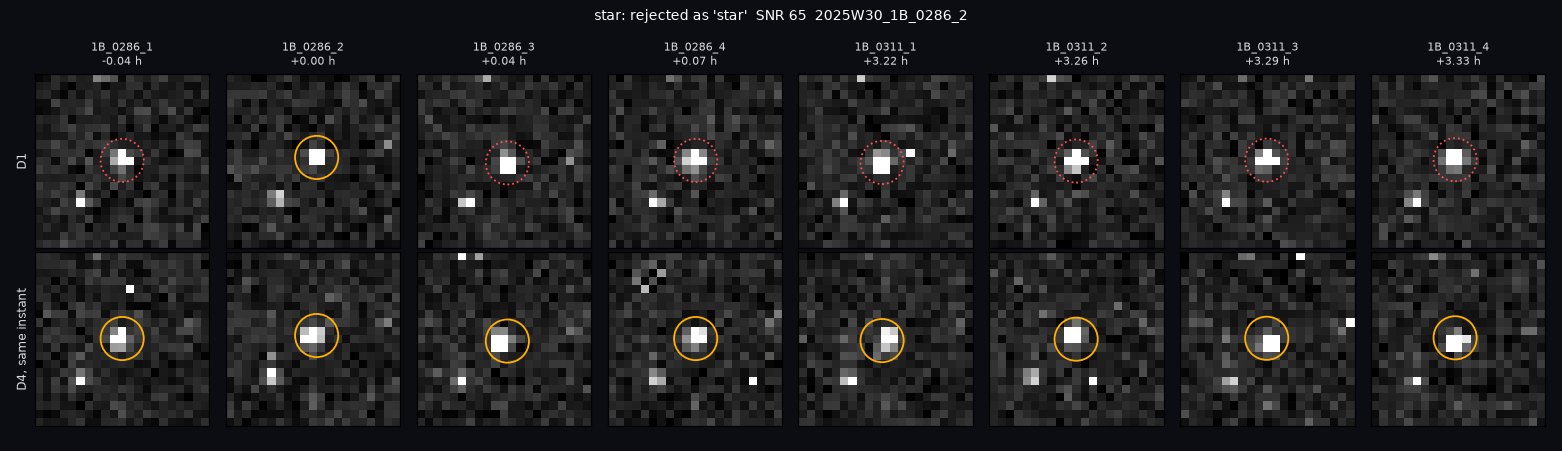 star: rejected as 'star'  SNR 65  2025W30_1B_0286_2
1B_0286_1
-0.04 h
1B_0286_2
+0.00 h
1B_0286_3
+0.04 h
1B_0286_4
+0.07 h
1B_0311_1
+3.22 h
1B_0311_2
+3.26 h
1B_0311_3
+3.29 h
1B_0311_4
+3.33 h
D1
D4, same instant